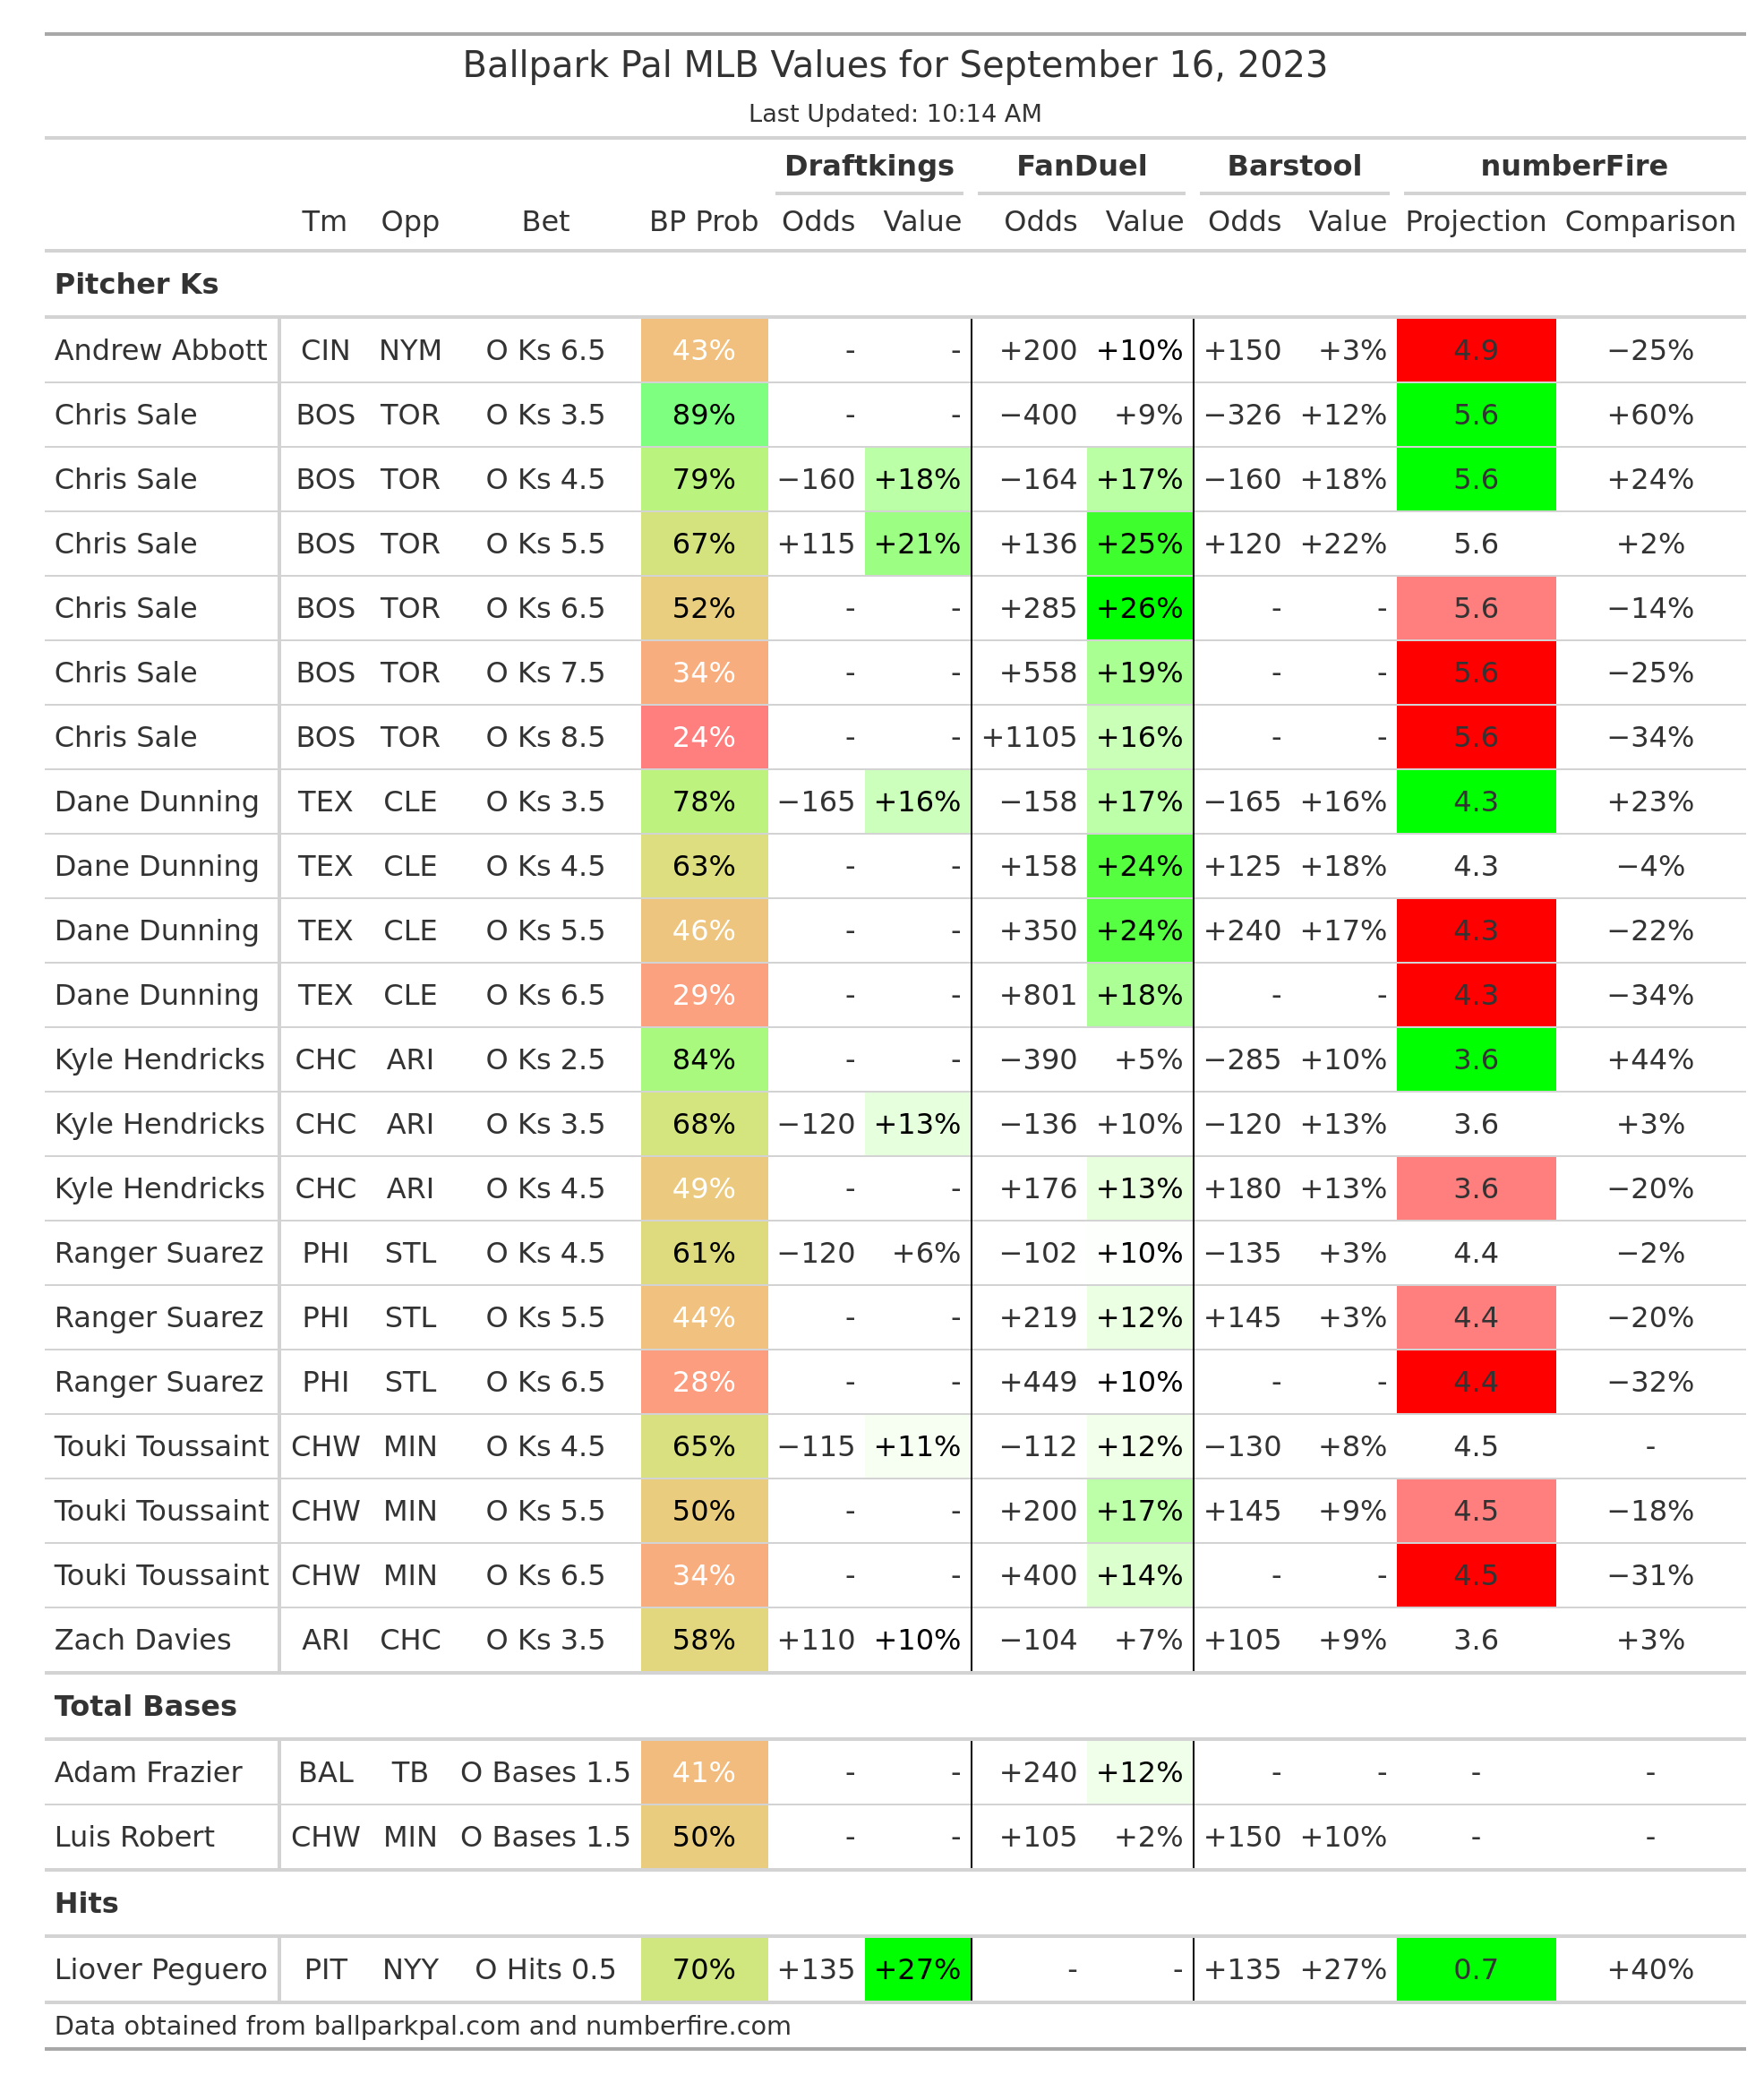 Ballpark Pal MLB Values for September 16, 2023
Last Updated: 10:14 AM
Draftkings FanDuel Barstool numberFire
Tm Opp Bet BP Prob Odds Value Odds Value Odds Value Projection Comparison
Pitcher Ks
Andrew Abbott CIN NYM O Ks 6.5 43% - - +200 +10% +150 +3% 4.9 −25%
Chris Sale BOS TOR O Ks 3.5 89% - - −400 +9% −326 +12% 5.6 +60%
Chris Sale BOS TOR O Ks 4.5 79% −160 +18% −164 +17% −160 +18% 5.6 +24%
Chris Sale BOS TOR O Ks 5.5 67% +115 +21% +136 +25% +120 +22% 5.6 +2%
Chris Sale BOS TOR O Ks 6.5 52% - - +285 +26% - - 5.6 −14%
Chris Sale BOS TOR O Ks 7.5 34% - - +558 +19% - - 5.6 −25%
Chris Sale BOS TOR O Ks 8.5 24% - - +1105 +16% - - 5.6 −34%
Dane Dunning TEX CLE O Ks 3.5 78% −165 +16% −158 +17% −165 +16% 4.3 +23%
Dane Dunning TEX CLE O Ks 4.5 63% - - +158 +24% +125 +18% 4.3 −4%
Dane Dunning TEX CLE O Ks 5.5 46% - - +350 +24% +240 +17% 4.3 −22%
Dane Dunning TEX CLE O Ks 6.5 29% - - +801 +18% - - 4.3 −34%
Kyle Hendricks CHC ARI O Ks 2.5 84% - - −390 +5% −285 +10% 3.6 +44%
Kyle Hendricks CHC ARI O Ks 3.5 68% −120 +13% −136 +10% −120 +13% 3.6 +3%
Kyle Hendricks CHC ARI O Ks 4.5 49% - - +176 +13% +180 +13% 3.6 −20%
Ranger Suarez PHI STL O Ks 4.5 61% −120 +6% −102 +10% −135 +3% 4.4 −2%
Ranger Suarez PHI STL O Ks 5.5 44% - - +219 +12% +145 +3% 4.4 −20%
Ranger Suarez PHI STL O Ks 6.5 28% - - +449 +10% - - 4.4 −32%
Touki Toussaint CHW MIN O Ks 4.5 65% −115 +11% −112 +12% −130 +8% 4.5 -
Touki Toussaint CHW MIN O Ks 5.5 50% - - +200 +17% +145 +9% 4.5 −18%
Touki Toussaint CHW MIN O Ks 6.5 34% - - +400 +14% - - 4.5 −31%
Zach Davies ARI CHC O Ks 3.5 58% +110 +10% −104 +7% +105 +9% 3.6 +3%
Total Bases
Adam Frazier BAL TB O Bases 1.5 41% - - +240 +12% - - - -
Luis Robert CHW MIN O Bases 1.5 50% - - +105 +2% +150 +10% - -
Hits
Liover Peguero PIT NYY O Hits 0.5 70% +135 +27% - - +135 +27% 0.7 +40%
Data obtained from ballparkpal.com and numberfire.com